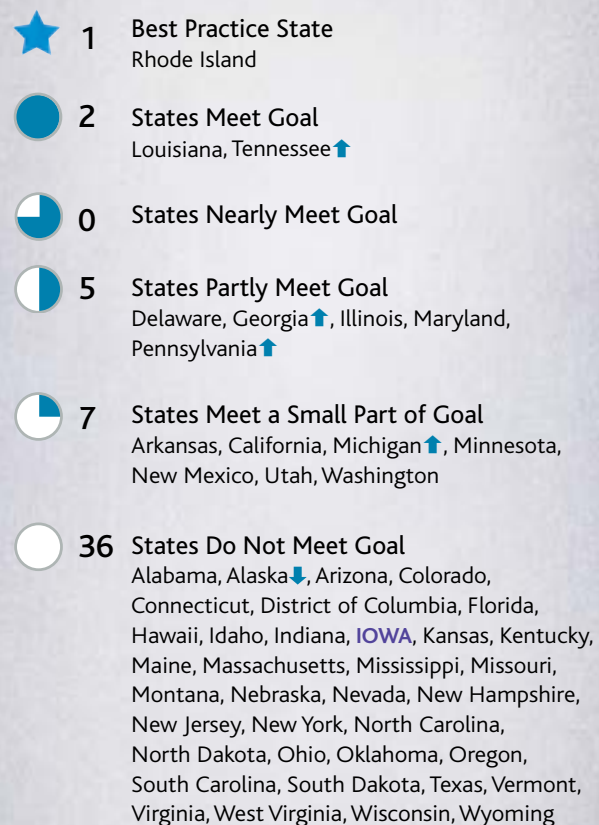 1 Best Practice State
Rhode Island
2 States Meet Goal
Louisiana, Tennessee⬆
0 States Nearly Meet Goal
5 States Partly Meet Goal
Delaware, Georgia⬆, Illinois, Maryland,
Pennsylvania⬆
7 States Meet a Small Part of Goal
Arkansas, California, Michigan⬆, Minnesota,
New Mexico, Utah, Washington
36 States Do Not Meet Goal
Alabama, Alaska⬇, Arizona, Colorado,
Connecticut, District of Columbia, Florida,
Hawaii, Idaho, Indiana, IOWA, Kansas, Kentucky,
Maine, Massachusetts, Mississippi, Missouri,
Montana, Nebraska, Nevada, New Hampshire,
New Jersey, New York, North Carolina,
North Dakota, Ohio, Oklahoma, Oregon,
South Carolina, South Dakota, Texas, Vermont,
Virginia, West Virginia, Wisconsin, Wyoming